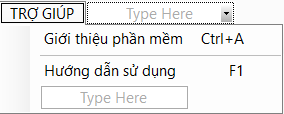 TRỢ GIÚP Type Here
Giới thiệu phần mềm Ctrl+A
Hướng dẫn sử dụng F1
Type Here